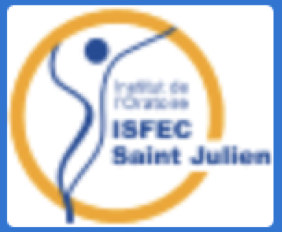 Institut de
l'Oratoire
ISFEC
Saint Julien